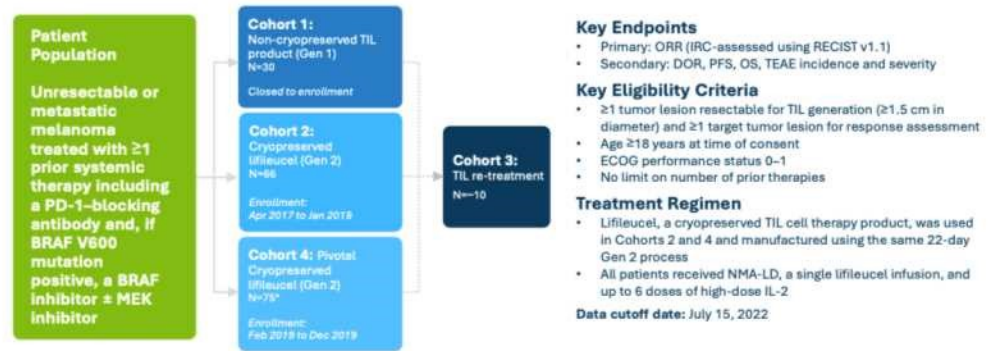 Patient
Population
Unresectable or
metastatic
melanoma
treated with ≥1
prior systemic
therapy including
a PD-1–blocking
antibody and, if
BRAF V600
mutation
positive, a BRAF
inhibitor ± MEK
inhibitor
Cohort 1:
Non-cryopreserved TIL
product (Gen 1)
N=30
Closed to enrollment
Cohort 2:
Cryopreserved
lifileucel (Gen 2)
N=66
Enrollment:
Apr 2017 to Jan 2019
Cohort 4: Pivotal
Cryopreserved
lifileucel (Gen 2)
N=75*
Enrollment:
Feb 2019 to Dec 2019
Cohort 3:
TIL re-treatment
N=~10
Key Endpoints
• Primary: ORR (IRC-assessed using RECIST v1.1)
• Secondary: DOR, PFS, OS, TEAE incidence and severity
Key Eligibility Criteria
• ≥1 tumor lesion resectable for TIL generation (≥1.5 cm in
diameter) and ≥1 target tumor lesion for response assessment
• Age ≥18 years at time of consent
• ECOG performance status 0–1
• No limit on number of prior therapies
Treatment Regimen
• Lifileucel, a cryopreserved TIL cell therapy product, was used
in Cohorts 2 and 4 and manufactured using the same 22-day
Gen 2 process
• All patients received NMA-LD, a single lifileucel infusion, and
up to 6 doses of high-dose IL-2
Data cutoff date: July 15, 2022